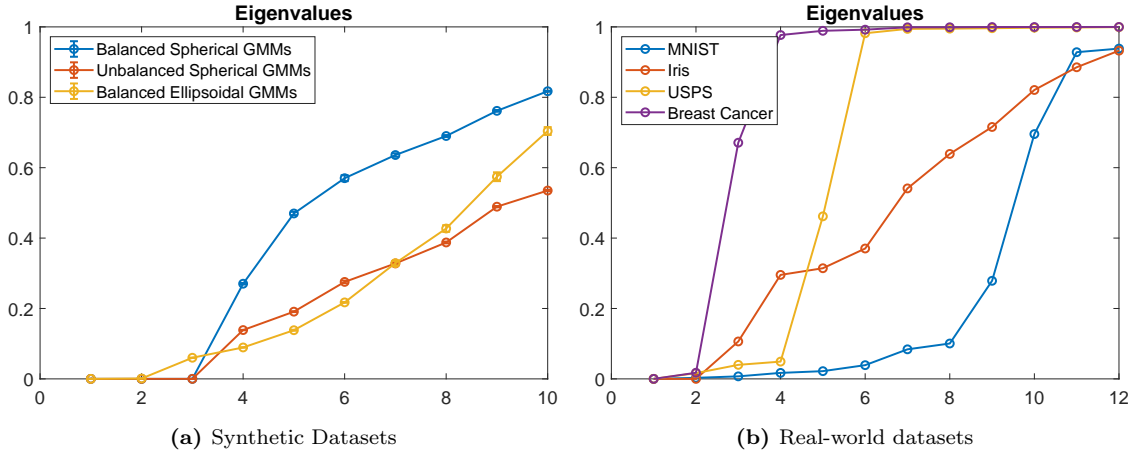 Eigenvalues
1
0.8
0.6
0.4
0.2
0
Balanced Spherical GMMs
Unbalanced Spherical GMMs
Balanced Ellipsoidal GMMs
0 2 4 6 8 10
(a) Synthetic Datasets
Eigenvalues
1
0.8
0.6
0.4
0.2
0
MNIST
Iris
USPS
Breast Cancer
0 2 4 6 8 10 12
(b) Real-world datasets